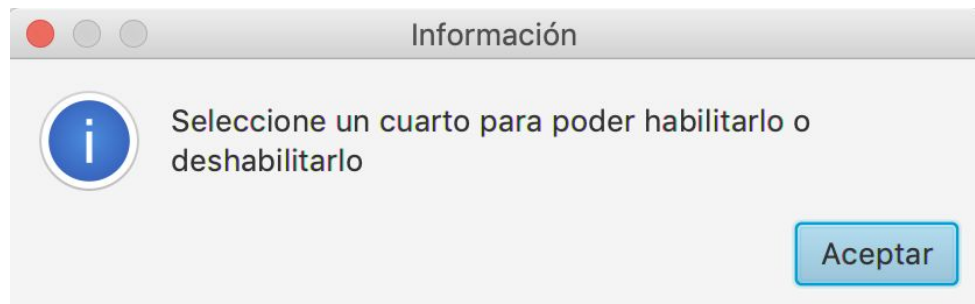 Información
Seleccione un cuarto para poder habilitarlo o
deshabilitarlo
Aceptar